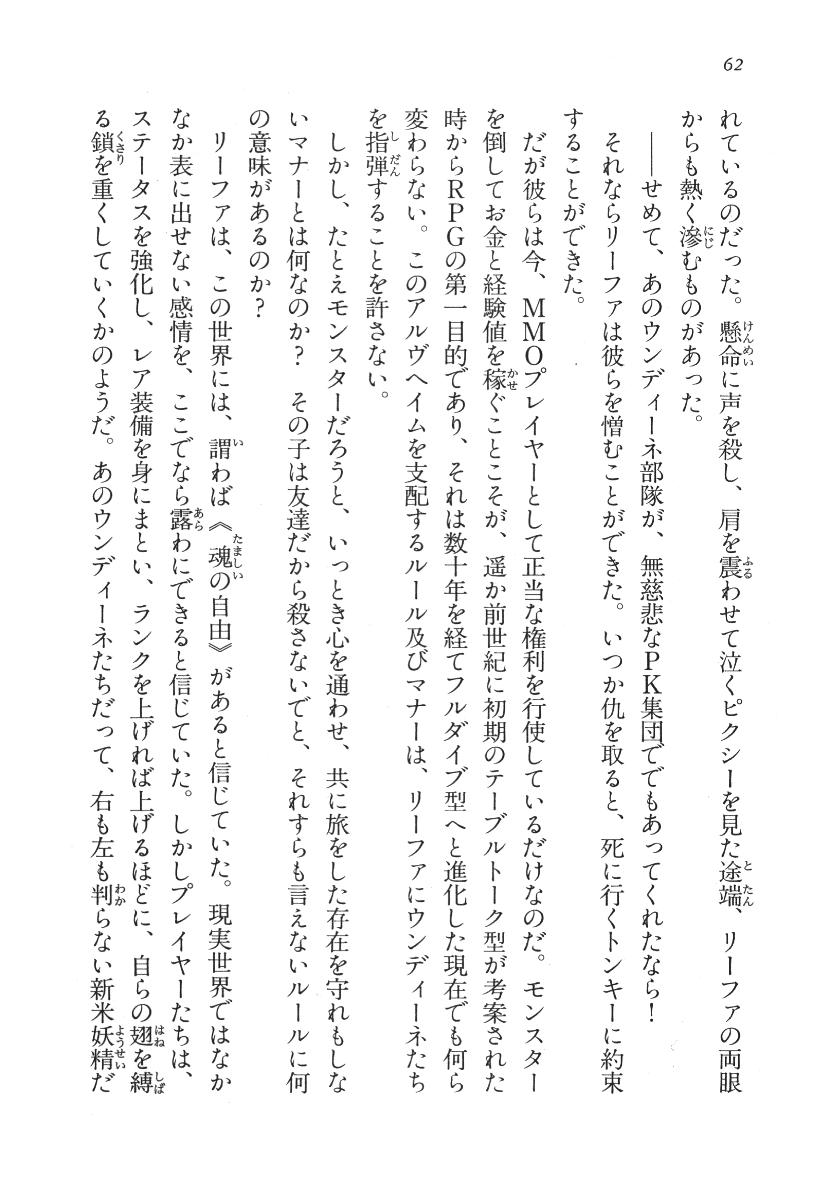 62
れているのだった。懸命に声を殺し、肩を震わせて泣くピクシーを見た途端、リーファの両眼
からも熱く滲むものがあった。
――せめて、あのウンディーネ部隊が、無慈悲なPK集団ででもあってくれたなら！
それならリーファは彼らを憎むことができた。いつか仇を取ると、死に行くトンキーに約束
することができた。
だが彼らは今、MMOプレイヤーとして正当な権利を行使しているだけなのだ。モンスター
を倒してお金と経験値を稼ぐことこそが、遥か前世紀に初期のテーブルトーク型が考案された
時からRPGの第一目的であり、それは数十年を経てフルダイブ型へと進化した現在でも何ら
変わらない。このアルヴヘイムを支配するルール及びマナーは、リーファにウンディーネたち
を指弾することを許さない。
しかし、たとえモンスターだろうと、いっとき心を通わせ、共に旅をした存在を守れもしな
いマナーとは何なのか？　その子は友達だから殺さないでと、それすらも言えないルールに何
の意味があるのか？
リーファは、この世界には、謂わば《魂の自由》があると信じていた。現実世界ではなかな
なか表に出せない感情を、ここでなら露わにできると信じていた。しかしプレイヤーたちは、
ステータスを強化し、レア装備を身にまとい、ランクを上げれば上げるほどに、自らの翅を縛
る鎖を重くしていくかのようだ。あのウンディーネたちだって、右も左も判らない新米妖精だ